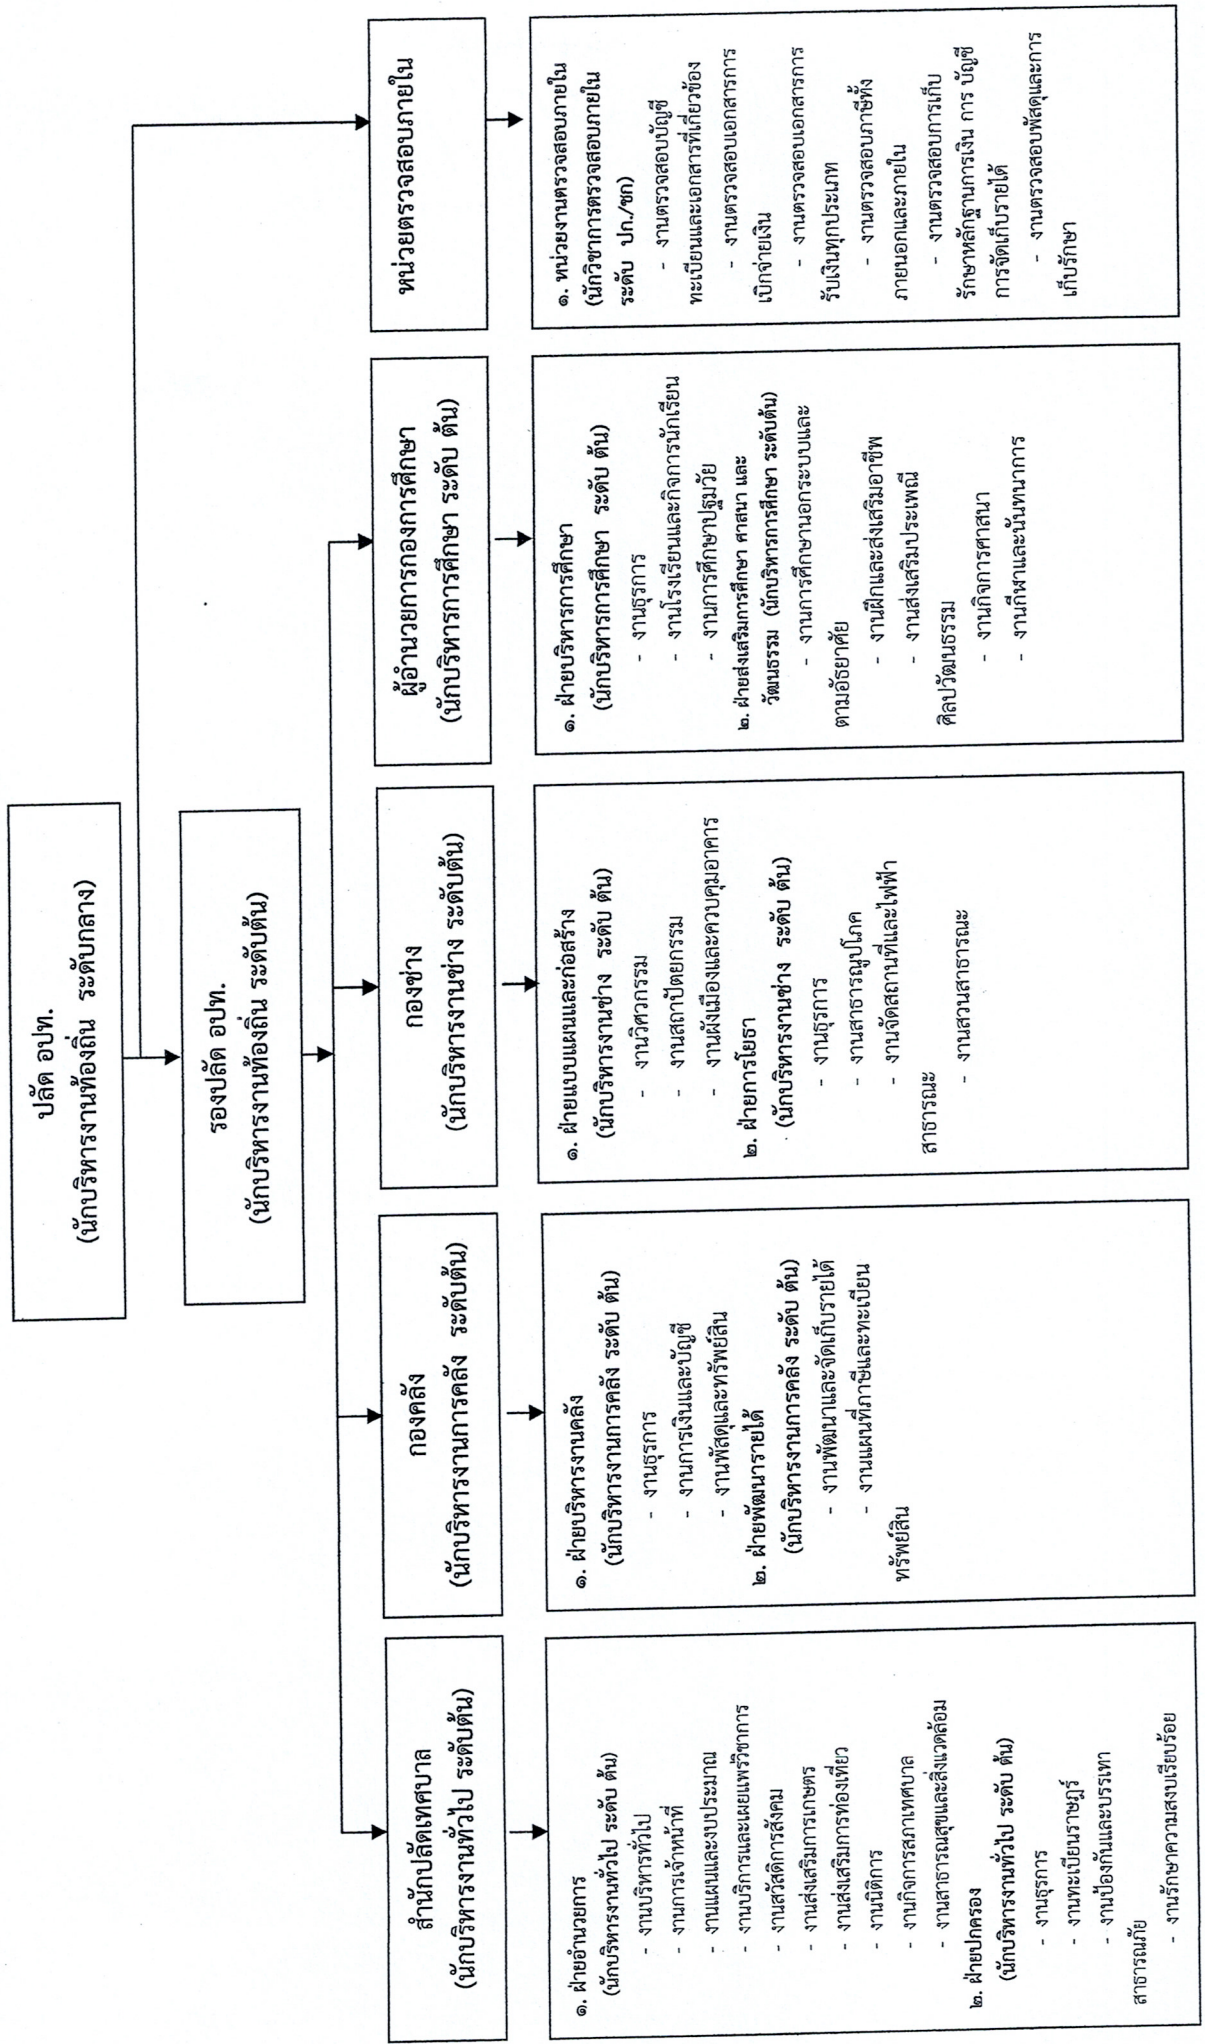 ปลัด อปท.
(นักบริหารงานท้องถิ่น ระดับกลาง)
รองปลัด อปท.
(นักบริหารงานท้องถิ่น ระดับต้น)
สำนักปลัดเทศบาล
(นักบริหารงานทั่วไป ระดับต้น)
กองคลัง
(นักบริหารงานการคลัง ระดับต้น)
กองช่าง
(นักบริหารงานช่าง ระดับต้น)
ผู้อำนวยการกองการศึกษา
(นักบริหารการศึกษา ระดับ ต้น)
หน่วยตรวจสอบภายใน
๑. ฝ่ายอำนวยการ
(นักบริหารงานทั่วไป ระดับ ต้น)
- งานบริหารทั่วไป
- งานการเจ้าหน้าที่
- งานแผนและงบประมาณ
- งานบริการและเผยแพร่วิชาการ
- งานสวัสดิการสังคม
- งานส่งเสริมการเกษตร
- งานส่งเสริมการท่องเที่ยว
- งานนิติการ
- งานกิจการสภาเทศบาล
- งานสาธารณสุขและสิ่งแวดล้อม
๒. ฝ่ายปกครอง
(นักบริหารงานทั่วไป ระดับ ต้น)
- งานธุรการ
- งานทะเบียนราษฎร์
- งานป้องกันและบรรเทา
สาธารณภัย
- งานรักษาความสงบเรียบร้อย
๑. ฝ่ายบริหารงานคลัง
(นักบริหารงานการคลัง ระดับ ต้น)
- งานธุรการ
- งานการเงินและบัญชี
- งานพัสดุและทรัพย์สิน
๒. ฝ่ายพัฒนารายได้
(นักบริหารงานการคลัง ระดับ ต้น)
- งานพัฒนาและจัดเก็บรายได้
- งานแผนที่ภาษีและทะเบียน
ทรัพย์สิน
๑. ฝ่ายแบบแผนและก่อสร้าง
(นักบริหารงานช่าง ระดับ ต้น)
- งานวิศวกรรม
- งานสถาปัตยกรรม
- งานผังเมืองและควบคุมอาคาร
๒. ฝ่ายการโยธา
(นักบริหารงานช่าง ระดับ ต้น)
- งานธุรการ
- งานสาธารณูปโภค
- งานจัดสถานที่และไฟฟ้า
สาธารณะ
- งานสวนสาธารณะ
๑. ฝ่ายบริหารการศึกษา
(นักบริหารการศึกษา ระดับ ต้น)
- งานธุรการ
- งานโรงเรียนและกิจการนักเรียน
- งานการศึกษาปฐมวัย
๒. ฝ่ายส่งเสริมการศึกษา ศาสนา และ
วัฒนธรรม (นักบริหารการศึกษา ระดับต้น)
- งานการศึกษานอกระบบและ
ตามอัธยาศัย
- งานฝึกและส่งเสริมอาชีพ
- งานส่งเสริมประเพณี
ศิลปวัฒนธรรม
- งานกิจการศาสนา
- งานกีฬาและนันทนาการ
๑. หน่วยงานตรวจสอบภายใน
(นักวิชาการตรวจสอบภายใน
ระดับ ปก./ชก)
- งานตรวจสอบบัญชี
ทะเบียนและเอกสารที่เกี่ยวข้อง
- งานตรวจสอบเอกสารการ
เบิกจ่ายเงิน
- งานตรวจสอบเอกสารการ
รับเงินทุกประเภท
- งานตรวจสอบภาษีทั้ง
ภายนอกและภายใน
- งานตรวจสอบการเก็บ
รักษาหลักฐานการเงิน การ บัญชี
การจัดเก็บรายได้
- งานตรวจสอบพัสดุและการ
เก็บรักษา